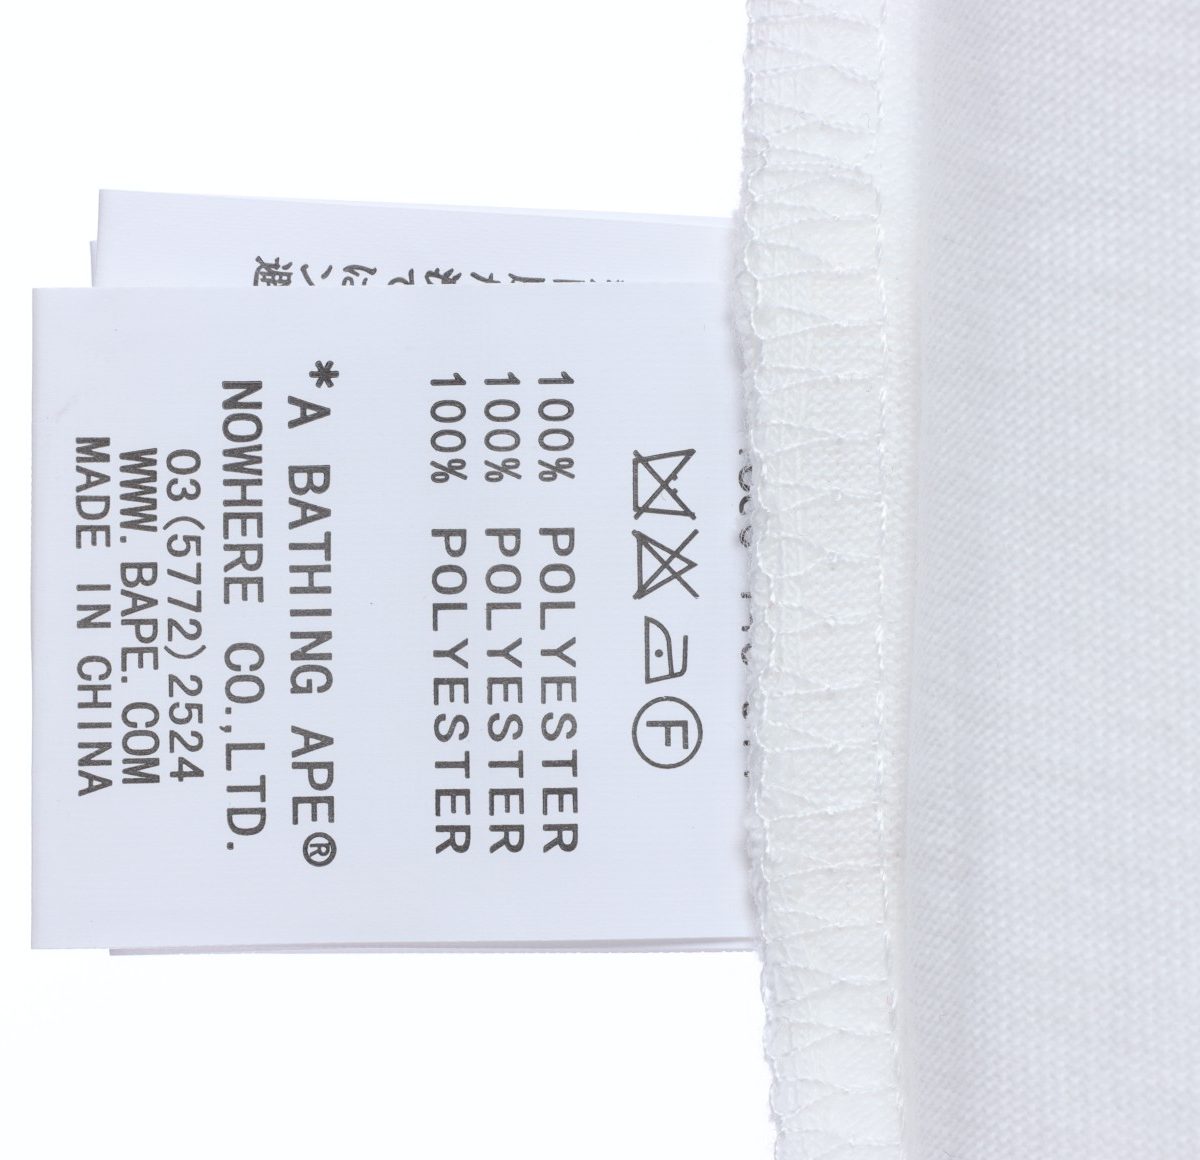 F
100% POLYESTER
100% POLYESTER
100% POLYESTER
*A BATHING APE®
NOWHERE CO.,LTD.
03(5772)2524
WWW.BAPE.COM
MADE IN CHINA